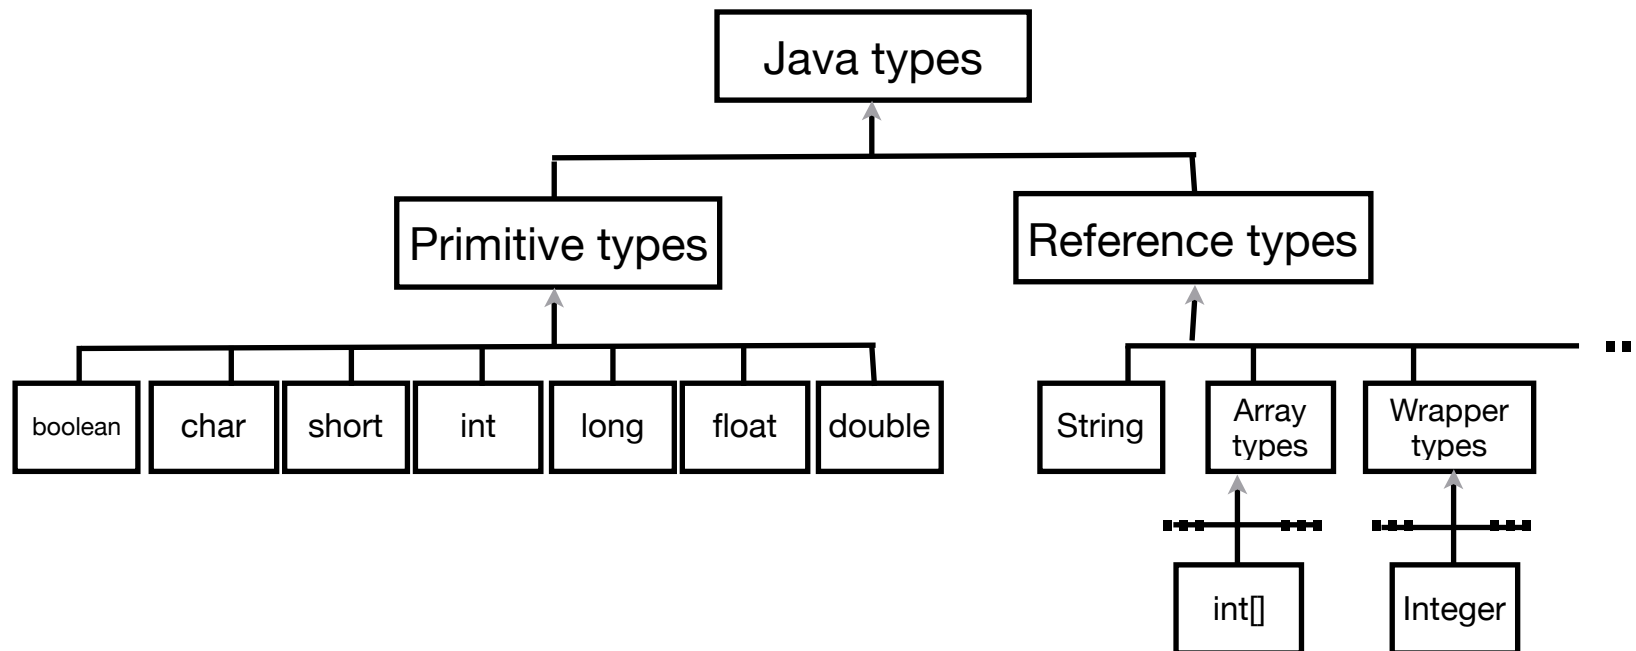 Java types
Primitive types
Reference types
boolean
char
short
int
long
float
double
String
Array
types
Wrapper
types
int[]
Integer